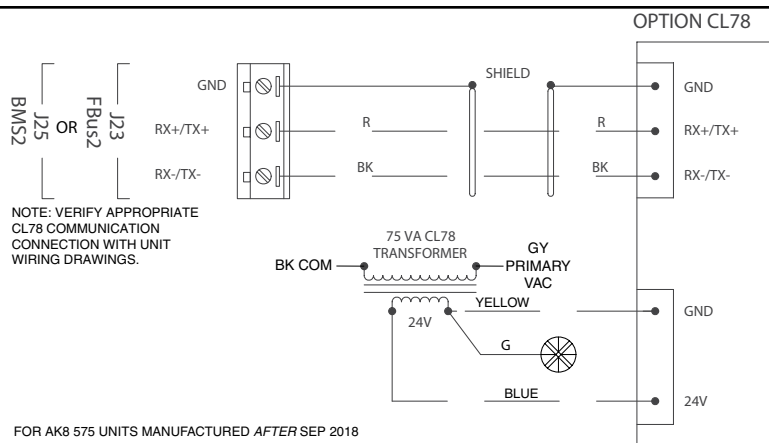 OPTION CL78
J25
BMS2
OR
J23
FBus2
GND
RX+/TX+
RX-/TX-
SHIELD
R
BK
R
BK
GND
RX+/TX+
RX-/TX-
NOTE: VERIFY APPROPRIATE
CL78 COMMUNICATION
CONNECTION WITH UNIT
WIRING DRAWINGS.
75 VA CL78
TRANSFORMER
BK COM
GY
PRIMARY
VAC
24V
YELLOW
G
BLUE
GND
24V
FOR AK8 575 UNITS MANUFACTURED AFTER SEP 2018